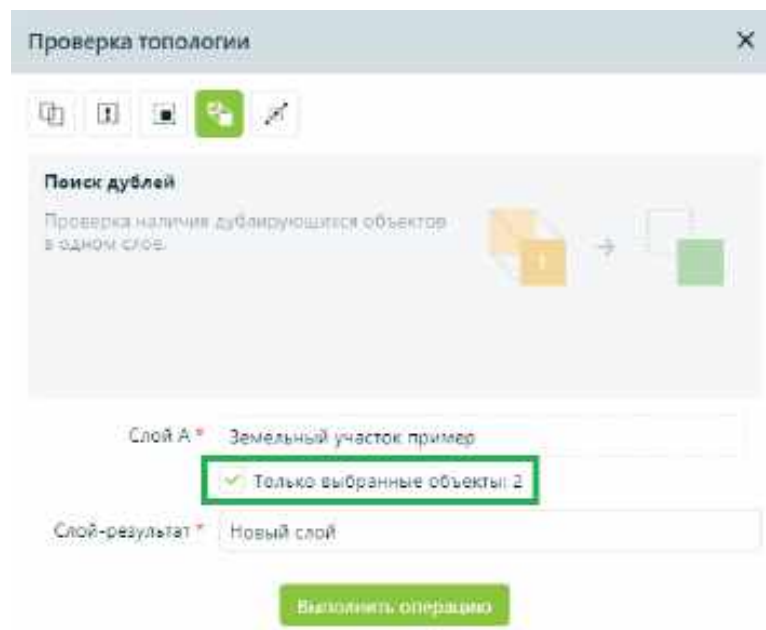 Проверка топологии
Поиск дублей
Проверка наличия дублирующихся объектов
в одном слое.
Слой А * Земельный участок пример
Только выбранные объекты: 2
Слой-результат * Новый слой
Выполнить операцию